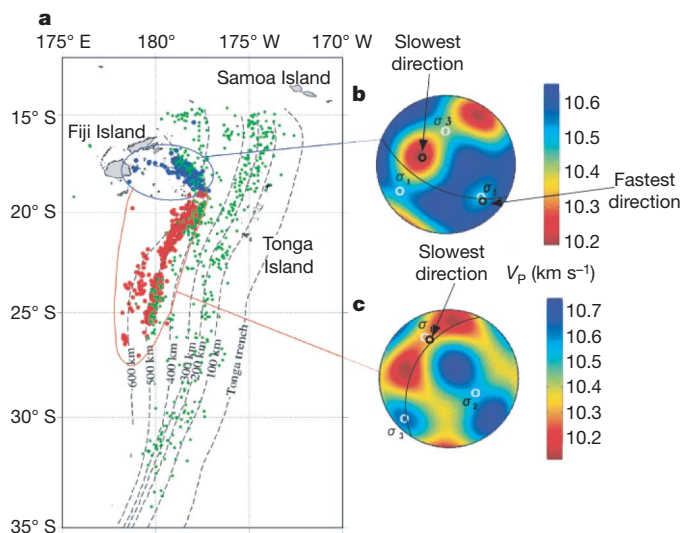 a
175° E 180° 175° W 170° W
Samoa Island
15° S
Fiji Island
20° S
Tonga
Island
25° S
600 km
500 km
400 km
300 km
200 km
100 km
Tonga trench
30° S
35° S
Slowest
direction
b
σ3
σ1
Fastest
direction
10.6
10.5
10.4
10.3
10.2
Slowest
direction
VP (km s⁻¹)
c
σ2
σ3
10.7
10.6
10.5
10.4
10.3
10.2